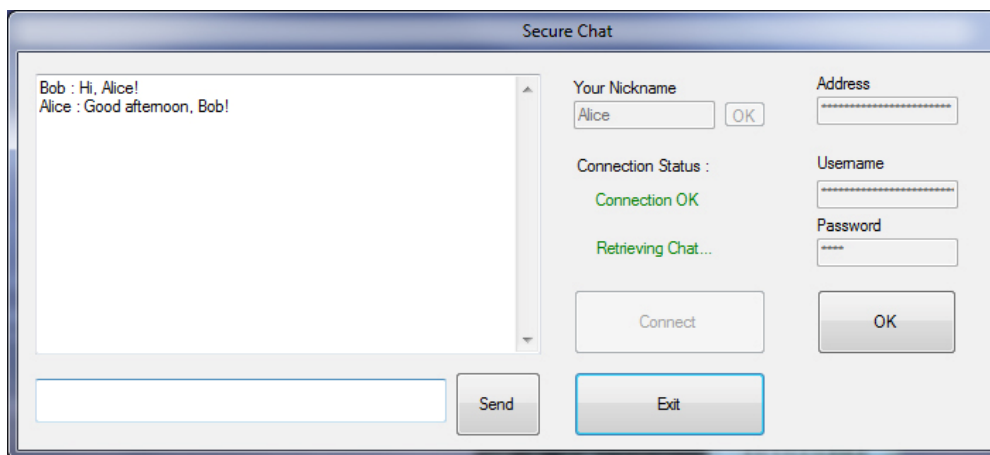 Secure Chat
Bob : Hi, Alice!
Alice : Good afternoon, Bob!
Your Nickname
Alice
OK
Connection Status :
Connection OK
Retrieving Chat...
Connect
Address
***********************
Username
************************
Password
****
OK
Send
Exit